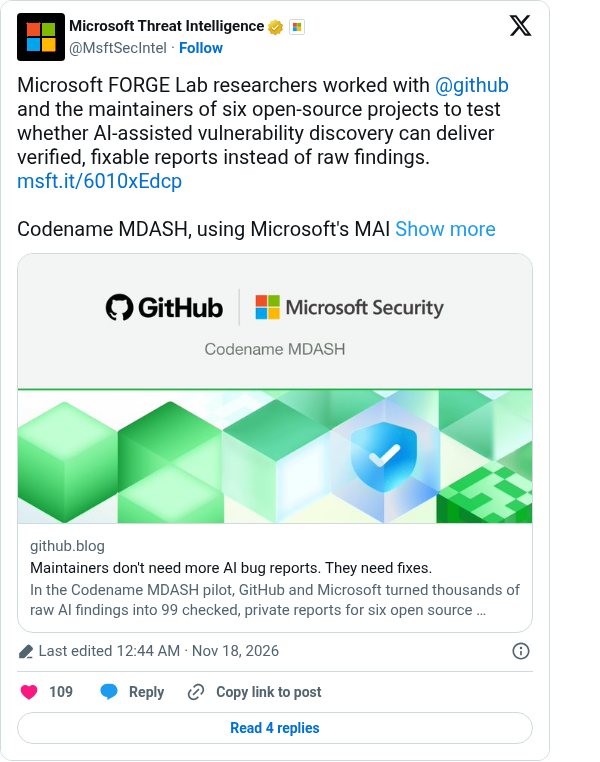 Microsoft Threat Intelligence
@MsftSecIntel · Follow
Microsoft FORGE Lab researchers worked with @github
and the maintainers of six open-source projects to test
whether AI-assisted vulnerability discovery can deliver
verified, fixable reports instead of raw findings.
msft.it/6010xEdcp
Codename MDASH, using Microsoft's MAI Show more
GitHub | Microsoft Security
Codename MDASH
github.blog
Maintainers don't need more AI bug reports. They need fixes.
In the Codename MDASH pilot, GitHub and Microsoft turned thousands of
raw AI findings into 99 checked, private reports for six open source …
Last edited 12:44 AM · Nov 18, 2026
109 Reply Copy link to post
Read 4 replies